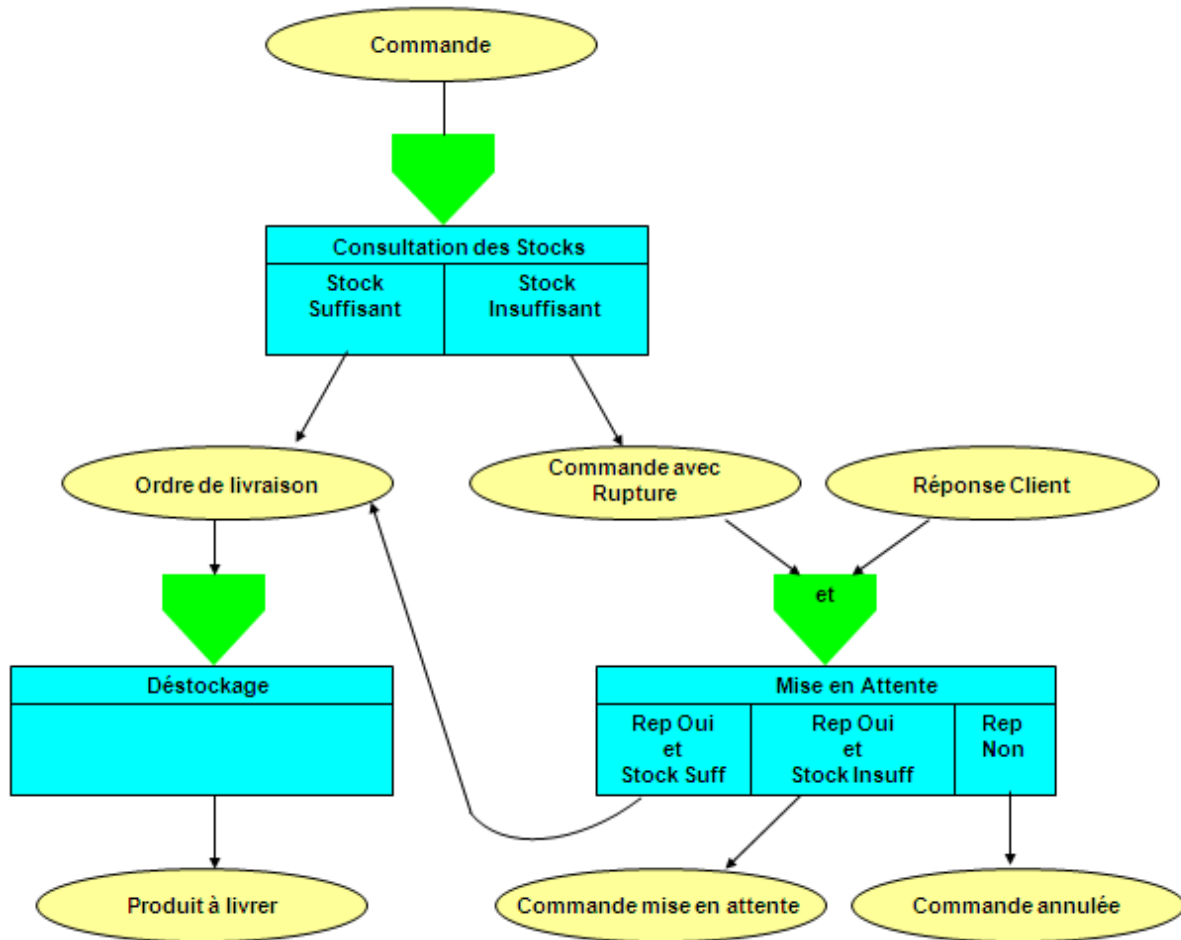 Commande
Consultation des Stocks
Stock
Suffisant
Stock
Insuffisant
Ordre de livraison
Commande avec
Rupture
Réponse Client
et
Déstockage
Mise en Attente
Rep Oui
et
Stock Suff
Rep Oui
et
Stock Insuff
Rep
Non
Produit à livrer
Commande mise en attente
Commande annulée